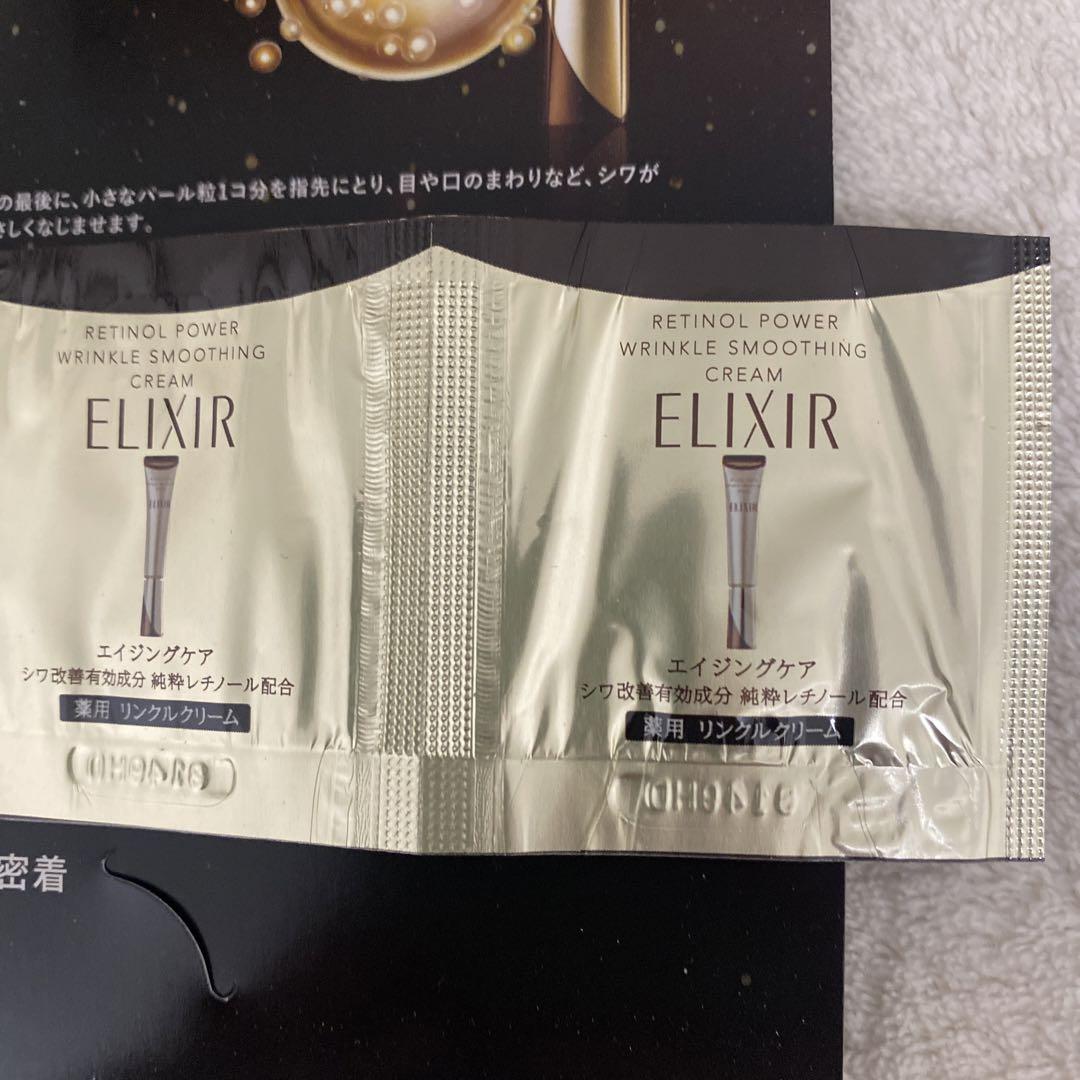 の最後に、小さなパール粒1コ分を指先にとり、目や口のまわりなど、シワが
さしくなじませます。
RETINOL POWER
WRINKLE SMOOTHING
CREAM
ELIXIR
エイジングケア
シワ改善有効成分 純粋レチノール配合
薬用 リンクルクリーム
RETINOL POWER
WRINKLE SMOOTHING
CREAM
ELIXIR
ELIXIR
エイジングケア
シワ改善有効成分 純粋レチノール配合
薬用 リンクルクリーム
密着